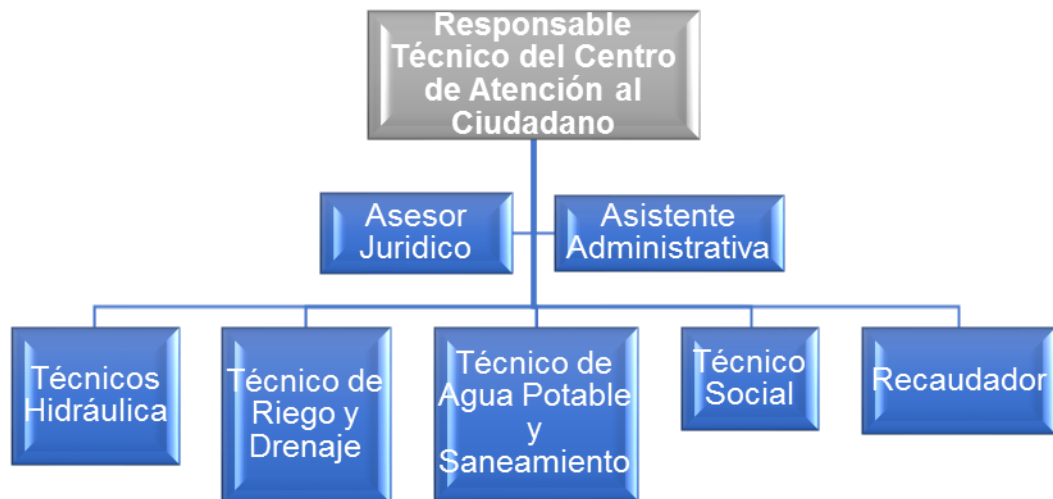 Responsable
Técnico del Centro
de Atención al
Ciudadano
Asesor
Juridico
Asistente
Administrativa
Técnicos
Hidráulica
Técnico de
Riego y
Drenaje
Técnico de
Agua Potable
y
Saneamiento
Técnico
Social
Recaudador